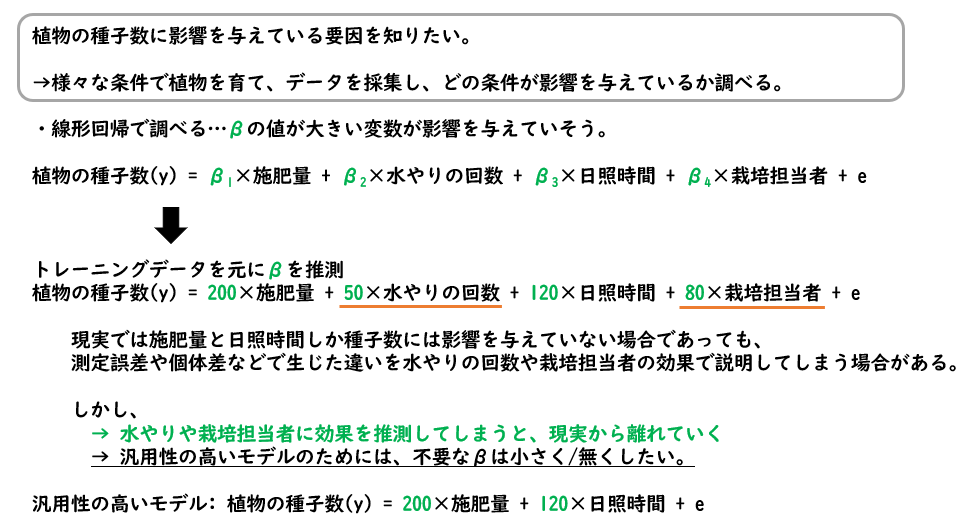 植物の種子数に影響を与えている要因を知りたい。
→様々な条件で植物を育て、データを採集し、どの条件が影響を与えているか調べる。
・線形回帰で調べる…βの値が大きい変数が影響を与えていそう。
植物の種子数(y) = β₁×施肥量 + β₂×水やりの回数 + β₃×日照時間 + β₄×栽培担当者 + e
トレーニングデータを元にβを推測
植物の種子数(y) = 200×施肥量 + 50×水やりの回数 + 120×日照時間 + 80×栽培担当者 + e
現実では施肥量と日照時間しか種子数には影響を与えていない場合であっても、
測定誤差や個体差などで生じた違いを水やりの回数や栽培担当者の効果で説明してしまう場合がある。
しかし、
→ 水やりや栽培担当者に効果を推測してしまうと、現実から離れていく
→ 汎用性の高いモデルのためには、不要なβは小さく/無くしたい。
汎用性の高いモデル: 植物の種子数(y) = 200×施肥量 + 120×日照時間 + e